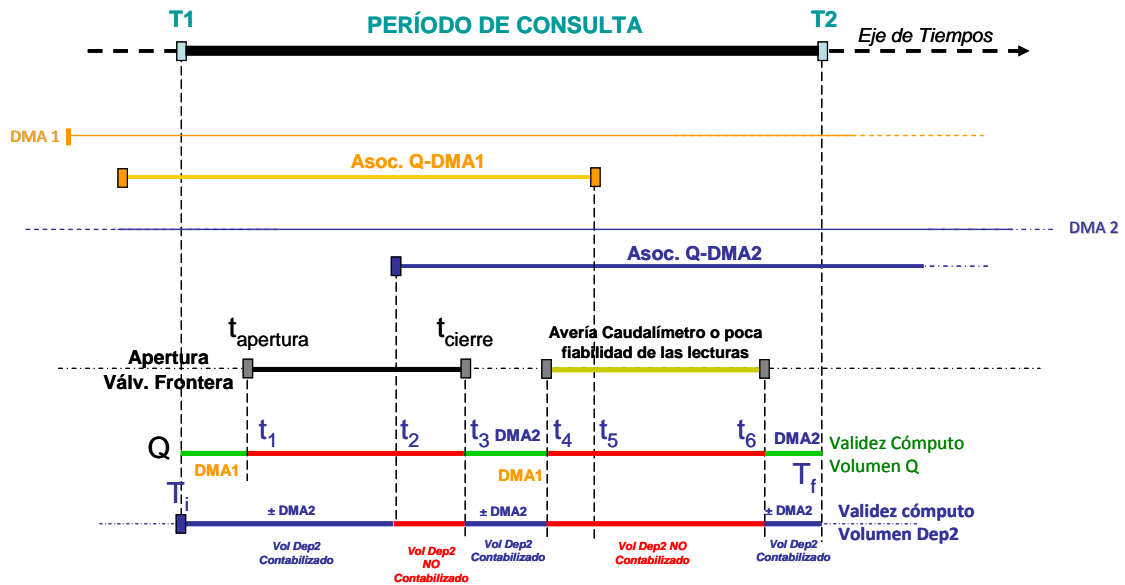 T1
PERÍODO DE CONSULTA
T2
Eje de Tiempos
DMA 1
Asoc. Q-DMA1
DMA 2
Asoc. Q-DMA2
tapertura
tcierre
Avería Caudalímetro o poca
fiabilidad de las lecturas
Apertura
Válv. Frontera
Q
t1
t2
t3
DMA2
t4
t5
t6
DMA2
Validez Cómputo
Volumen Q
DMA1
DMA1
Ti
Tf
± DMA2
± DMA2
± DMA2
Validez cómputo
Volumen Dep2
Vol Dep2
Contabilizado
Vol Dep2
NO
Contabilizado
Vol Dep2
Contabilizado
Vol Dep2 NO
Contabilizado
Vol Dep2
Contabilizado